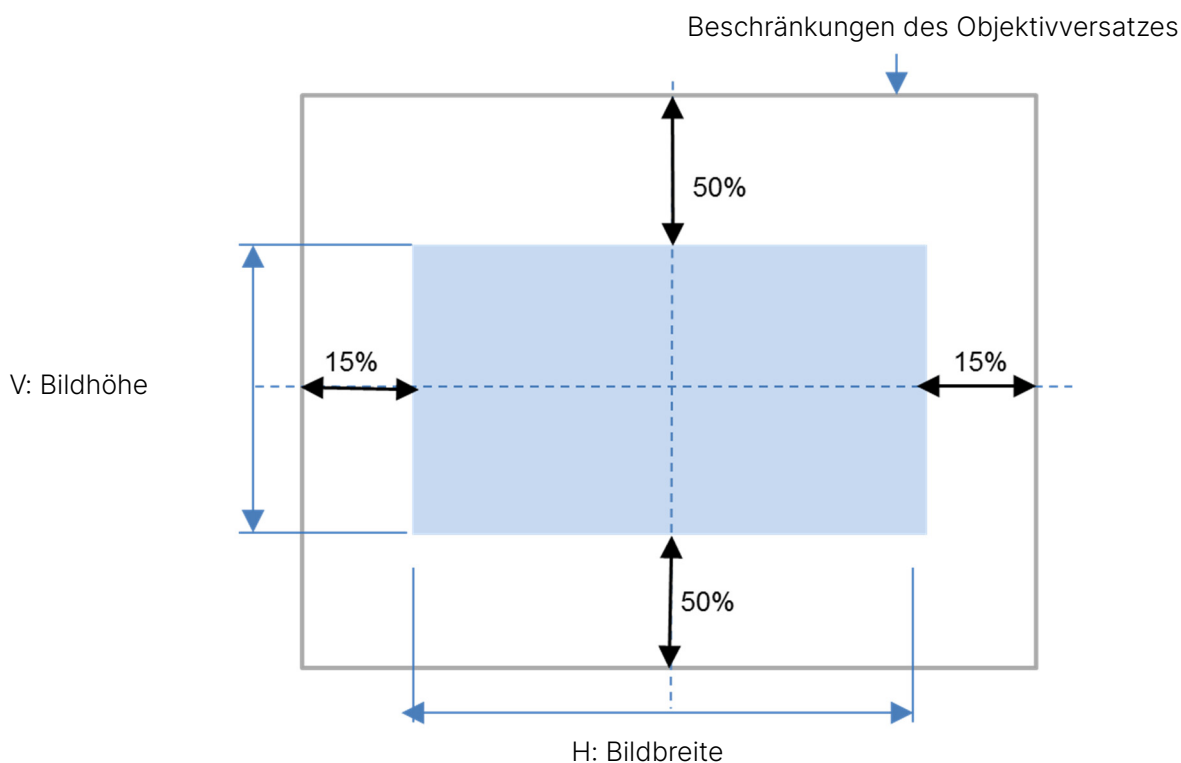 Beschränkungen des Objektivversatzes
50%
15%
15%
V: Bildhöhe
50%
H: Bildbreite